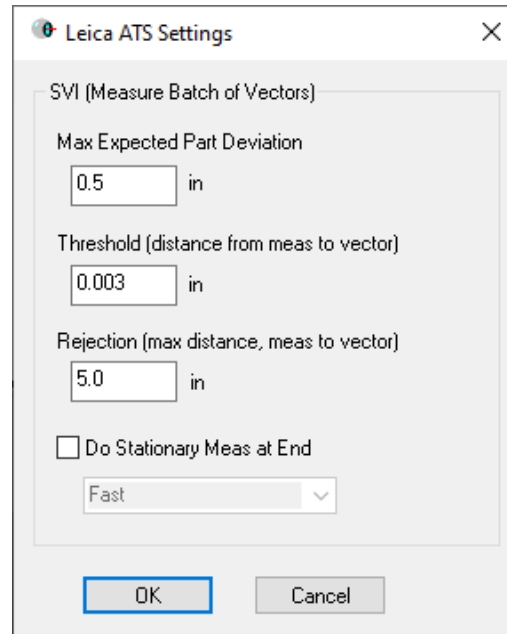 Leica ATS Settings
SVI (Measure Batch of Vectors)
Max Expected Part Deviation
0.5 in
Threshold (distance from meas to vector)
0.003 in
Rejection (max distance, meas to vector)
5.0 in
Do Stationary Meas at End
Fast
OK Cancel